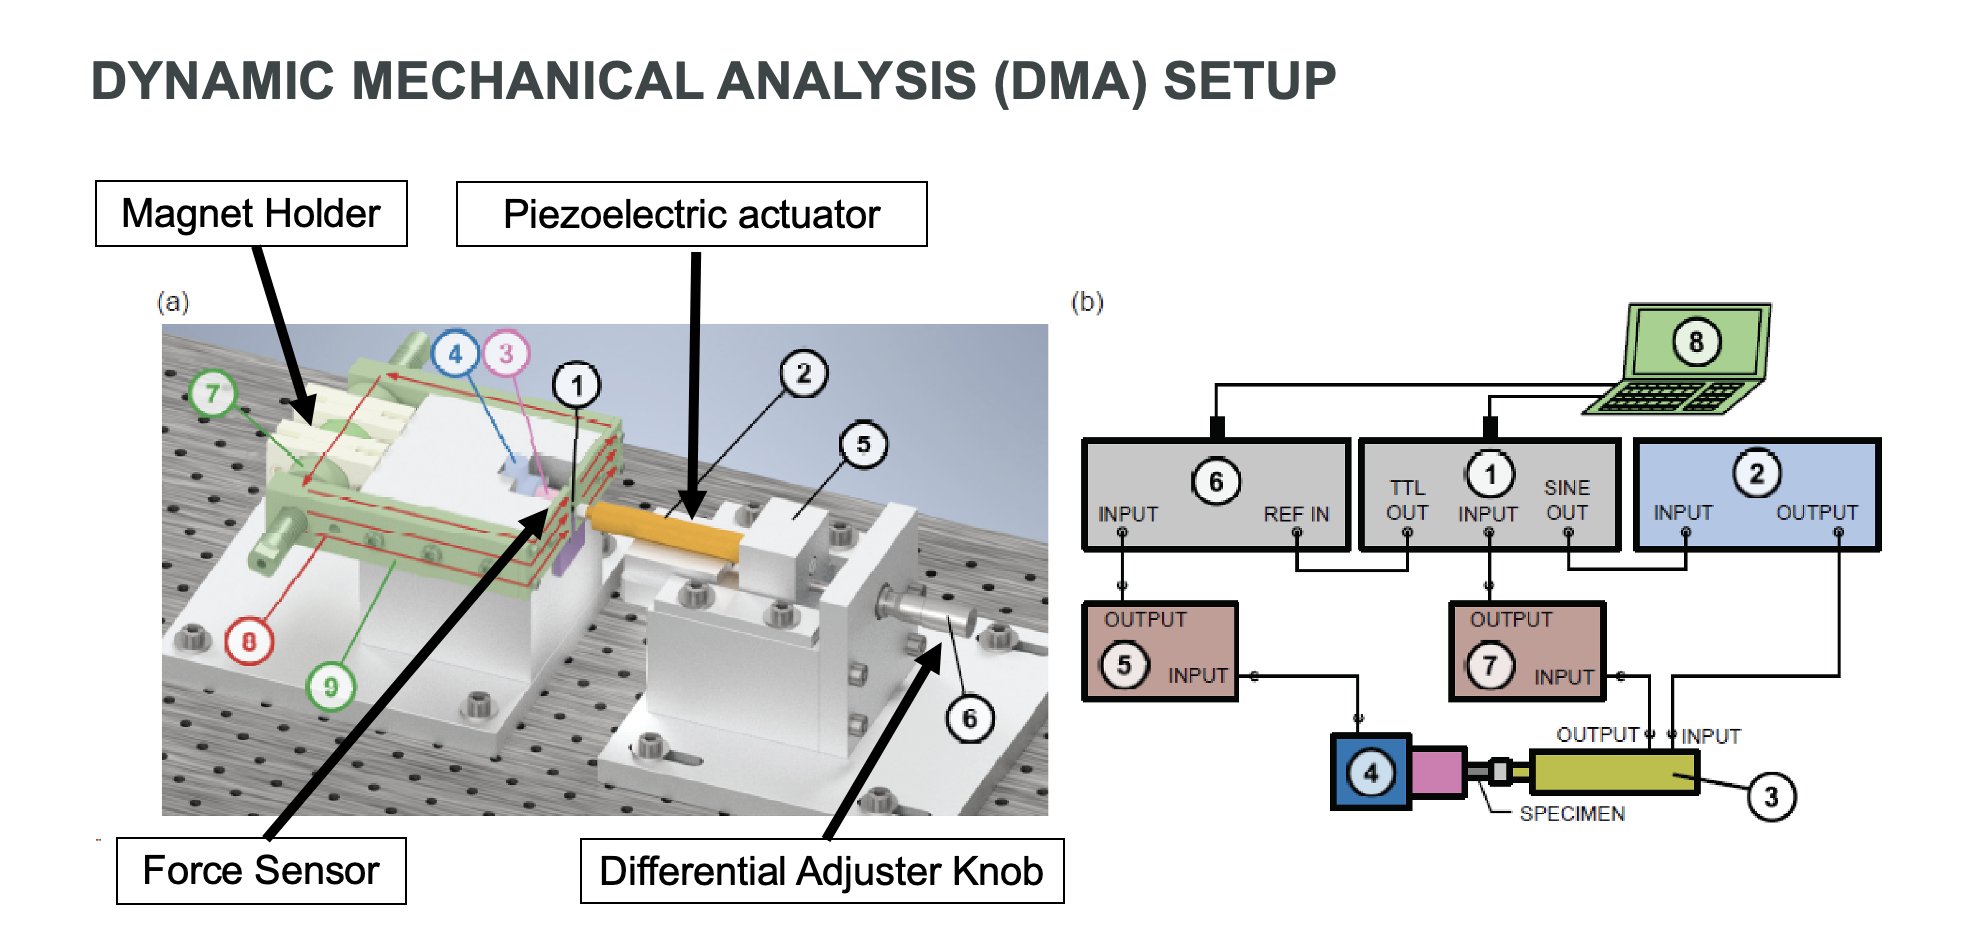 DYNAMIC MECHANICAL ANALYSIS (DMA) SETUP
Magnet Holder
Piezoelectric actuator
(a)
4
3
1
2
7
5
8
9
6
Force Sensor
Differential Adjuster Knob
(b)
8
6
INPUT
REF IN
1
TTL
OUT
INPUT
SINE
OUT
2
INPUT
OUTPUT
OUTPUT
5
INPUT
OUTPUT
7
INPUT
OUTPUT
INPUT
4
3
SPECIMEN